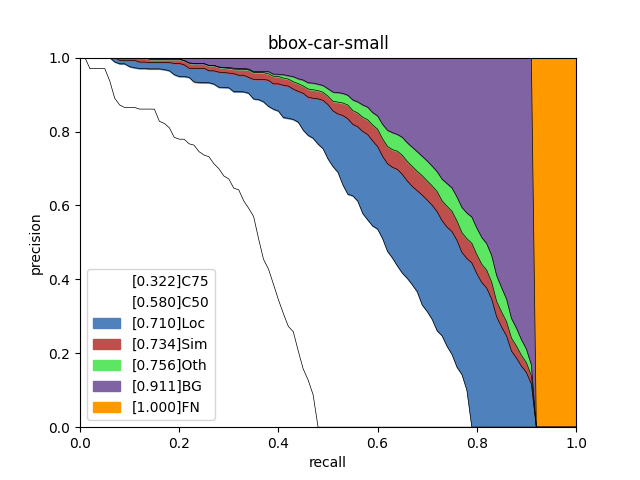 bbox-car-small
1.0
0.8
0.6
0.4
0.2
0.0
precision
[0.322]C75
[0.580]C50
[0.710]Loc
[0.734]Sim
[0.756]Oth
[0.911]BG
[1.000]FN
0.0 0.2 0.4 0.6 0.8 1.0
recall